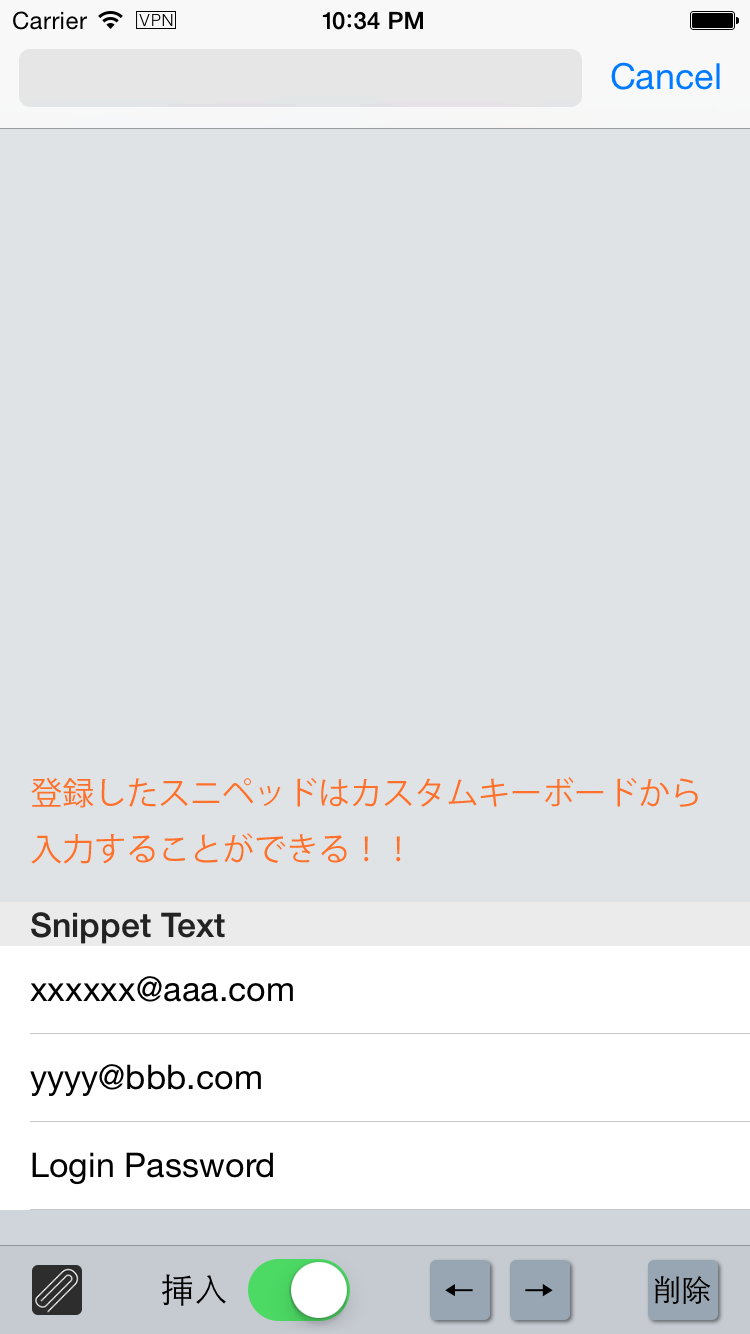 Carrier VPN 10:34 PM
Cancel
登録したスニペッドはカスタムキーボードから
入力することができる！！
Snippet Text
xxxxxx@aaa.com
yyyy@bbb.com
Login Password
挿入 ← → 削除